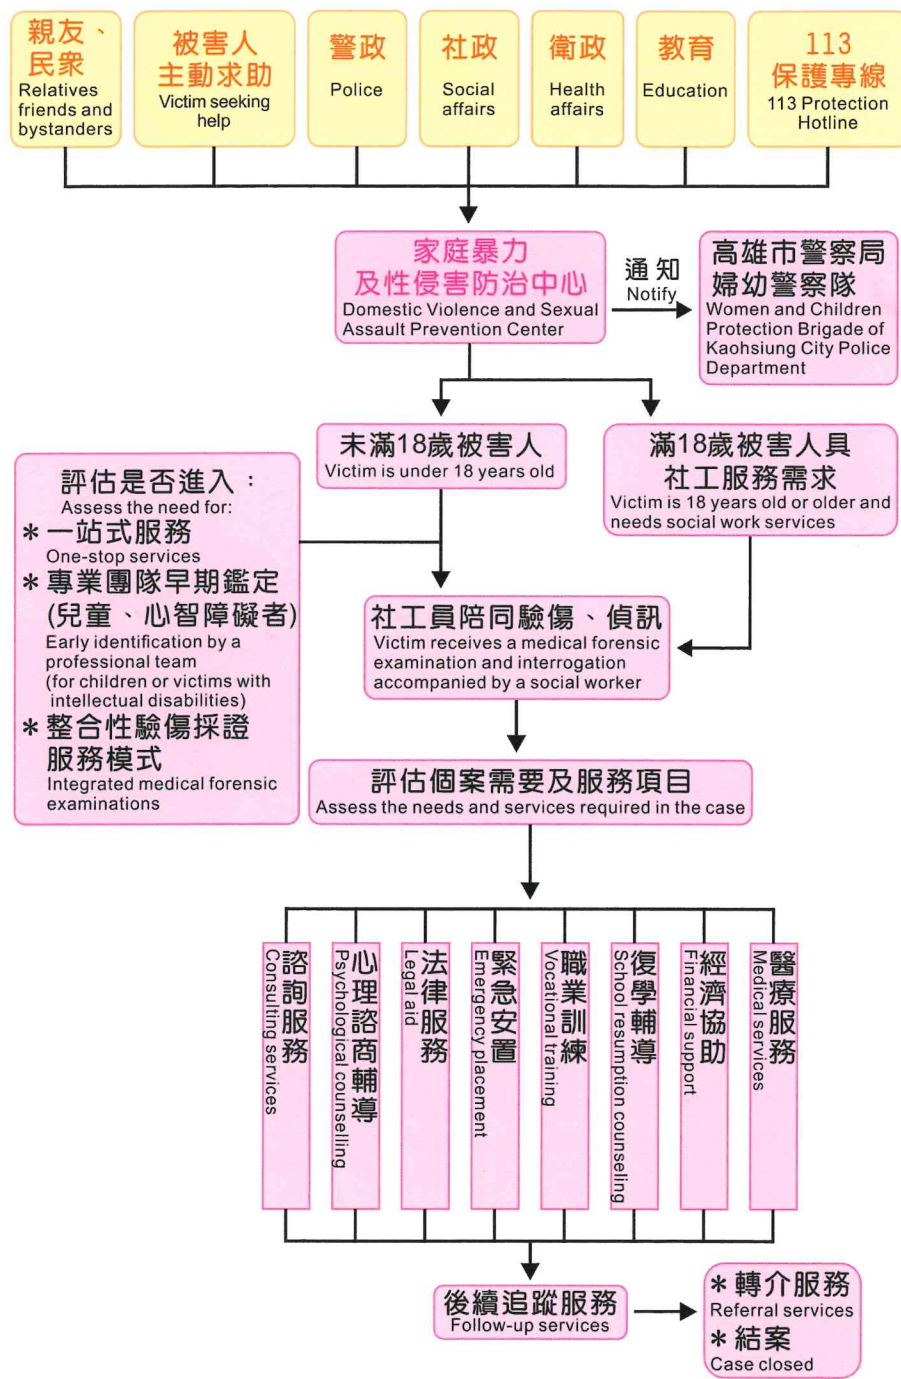 親友、
民衆
Relatives
friends and
bystanders
被害人
主動求助
Victim seeking
help
警政
Police
社政
Social
affairs
衛政
Health
affairs
教育
Education
113
保護專線
113 Protection
Hotline
家庭暴力
及性侵害防治中心
Domestic Violence and Sexual
Assault Prevention Center
通知
Notify
高雄市警察局
婦幼警察隊
Women and Children
Protection Brigade of
Kaohsiung City Police
Department
未滿18歲被害人
Victim is under 18 years old
滿18歲被害人具
社工服務需求
Victim is 18 years old or older and
needs social work services
評估是否進入：
Assess the need for:
* 一站式服務
One-stop services
* 專業團隊早期鑑定
(兒童、心智障礙者)
Early identification by a
professional team
(for children or victims with
intellectual disabilities)
* 整合性驗傷採證
服務模式
Integrated medical forensic
examinations
社工員陪同驗傷、偵訊
Victim receives a medical forensic
examination and interrogation
accompanied by a social worker
評估個案需要及服務項目
Assess the needs and services required in the case
諮詢服務
Consulting services
心理諮商輔導
Psychological counselling
法律服務
Legal aid
緊急安置
Emergency placement
職業訓練
Vocational training
復學輔導
School resumption counseling
經濟協助
Financial support
醫療服務
Medical services
後續追蹤服務
Follow-up services
* 轉介服務
Referral services
* 結案
Case closed